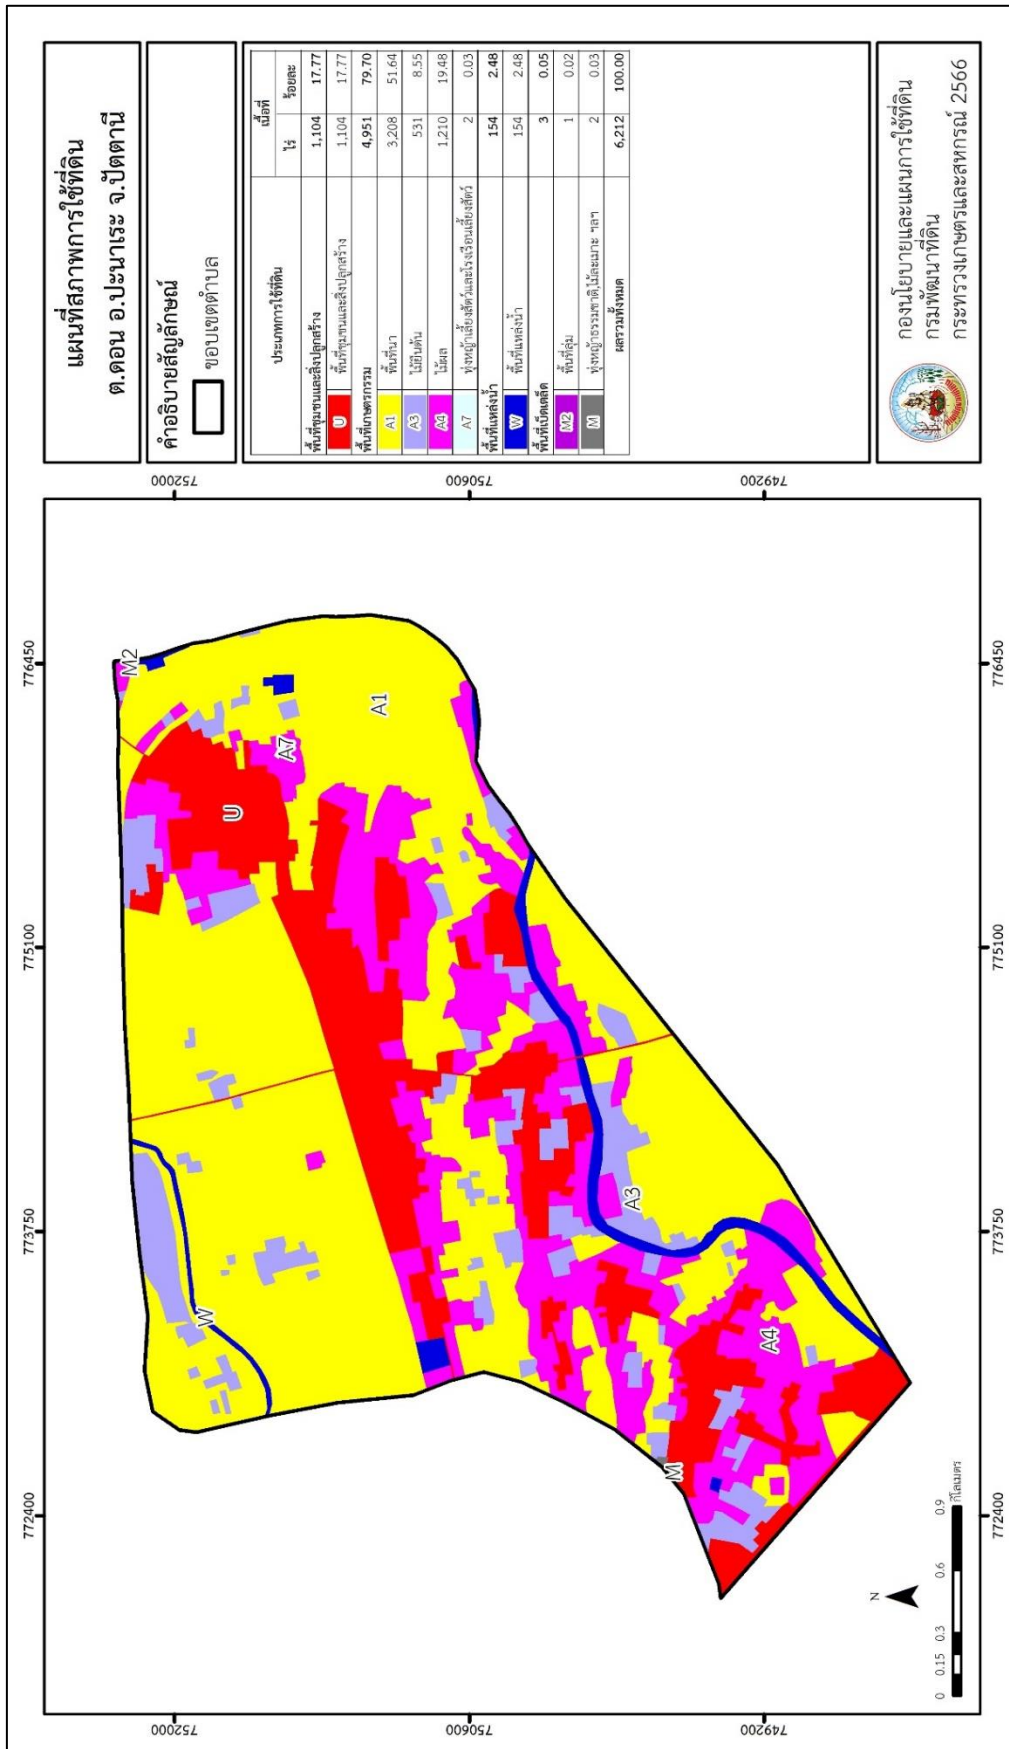 แผนที่สภาพการใช้ที่ดิน
ต.ดอน อ.ปะนาเระ จ.ปัตตานี
คำอธิบายสัญลักษณ์
ขอบเขตตำบล
ประเภทการใช้ที่ดิน เนื้อที่
ไร่ ร้อยละ
พื้นที่ชุมชนและสิ่งปลูกสร้าง 1,104 17.77
U พื้นที่ชุมชนและสิ่งปลูกสร้าง 1,104 17.77
พื้นที่เกษตรกรรม 4,951 79.70
A1 พื้นที่นา 3,208 51.64
A3 ไม้ยืนต้น 531 8.55
A4 ไม้ผล 1,210 19.48
A7 ทุ่งหญ้าเลี้ยงสัตว์และโรงเรือนเลี้ยงสัตว์ 2 0.03
พื้นที่แหล่งน้ำ 154 2.48
W พื้นที่แหล่งน้ำ 154 2.48
พื้นที่เบ็ดเตล็ด 3 0.05
M2 พื้นที่ลุ่ม 1 0.02
M ทุ่งหญ้าธรรมชาติ,ไม้ละเมาะ ฯลฯ 2 0.03
ผลรวมทั้งหมด 6,212 100.00
กองนโยบายและแผนการใช้ที่ดิน
กรมพัฒนาที่ดิน
กระทรวงเกษตรและสหกรณ์ 2566
772400 773750 775100 776450
752000 752000
750600 750600
749200 749200
M2
U
A7
A1
W
A3
A4
M
N
0 0.15 0.3 0.6 0.9
กิโลเมตร
772400 773750 775100 776450